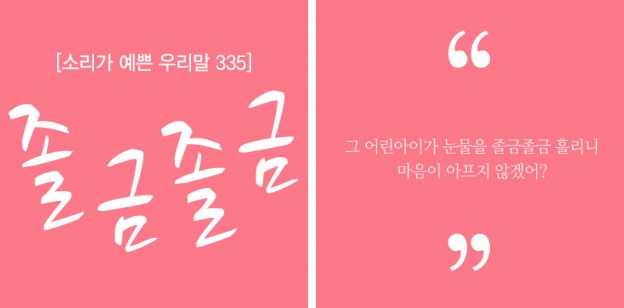 [소리가 예쁜 우리말 335]
졸금졸금
“
그 어린아이가 눈물을 졸금졸금 흘리니
마음이 아프지 않겠어?
”